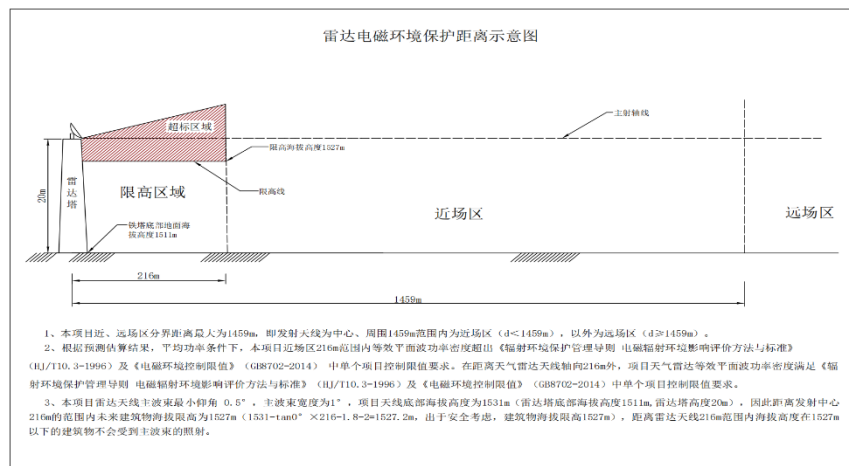 雷达电磁环境保护距离示意图
主射轴线
超标区域
限高海拔高度1527m
限高线
限高区域
雷达塔
20m
近场区
远场区
铁塔底部地面海
拔高度1511m
216m
1459m
1、本项目近、远场区分界距离最大为1459m，即发射天线为中心、周围1459m范围内为近场区（d＜1459m），以外为远场区（d≥1459m）。
2、根据预测估算结果，平均功率条件下，本项目近场区216m范围内等效平面波功率密度超出《辐射环境保护管理导则 电磁辐射环境影响评价方法与标准》
（HJ/T10.3-1996）及《电磁环境控制限值》（GB8702-2014）中单个项目控制限值要求。在距离天气雷达天线轴向216m外，项目天气雷达等效平面波功率密度满足《辐
射环境保护管理导则 电磁辐射环境影响评价方法与标准》（HJ/T10.3-1996）及《电磁环境控制限值》（GB8702-2014）中单个项目控制限值要求。
3、本项目雷达天线主波束最小仰角 0.5°，主波束宽度为1°，项目天线底部海拔高度为1531m（雷达塔底部海拔高度1511m,雷达塔高度20m），因此距离发射中心
216m的范围内未来建筑物海拔限高为1527m（1531-tan0°×216-1.8-2=1527.2m，出于安全考虑，建筑物海拔限高1527m），距离雷达天线216m范围内海拔高度在1527m
以下的建筑物不会受到主波束的照射。